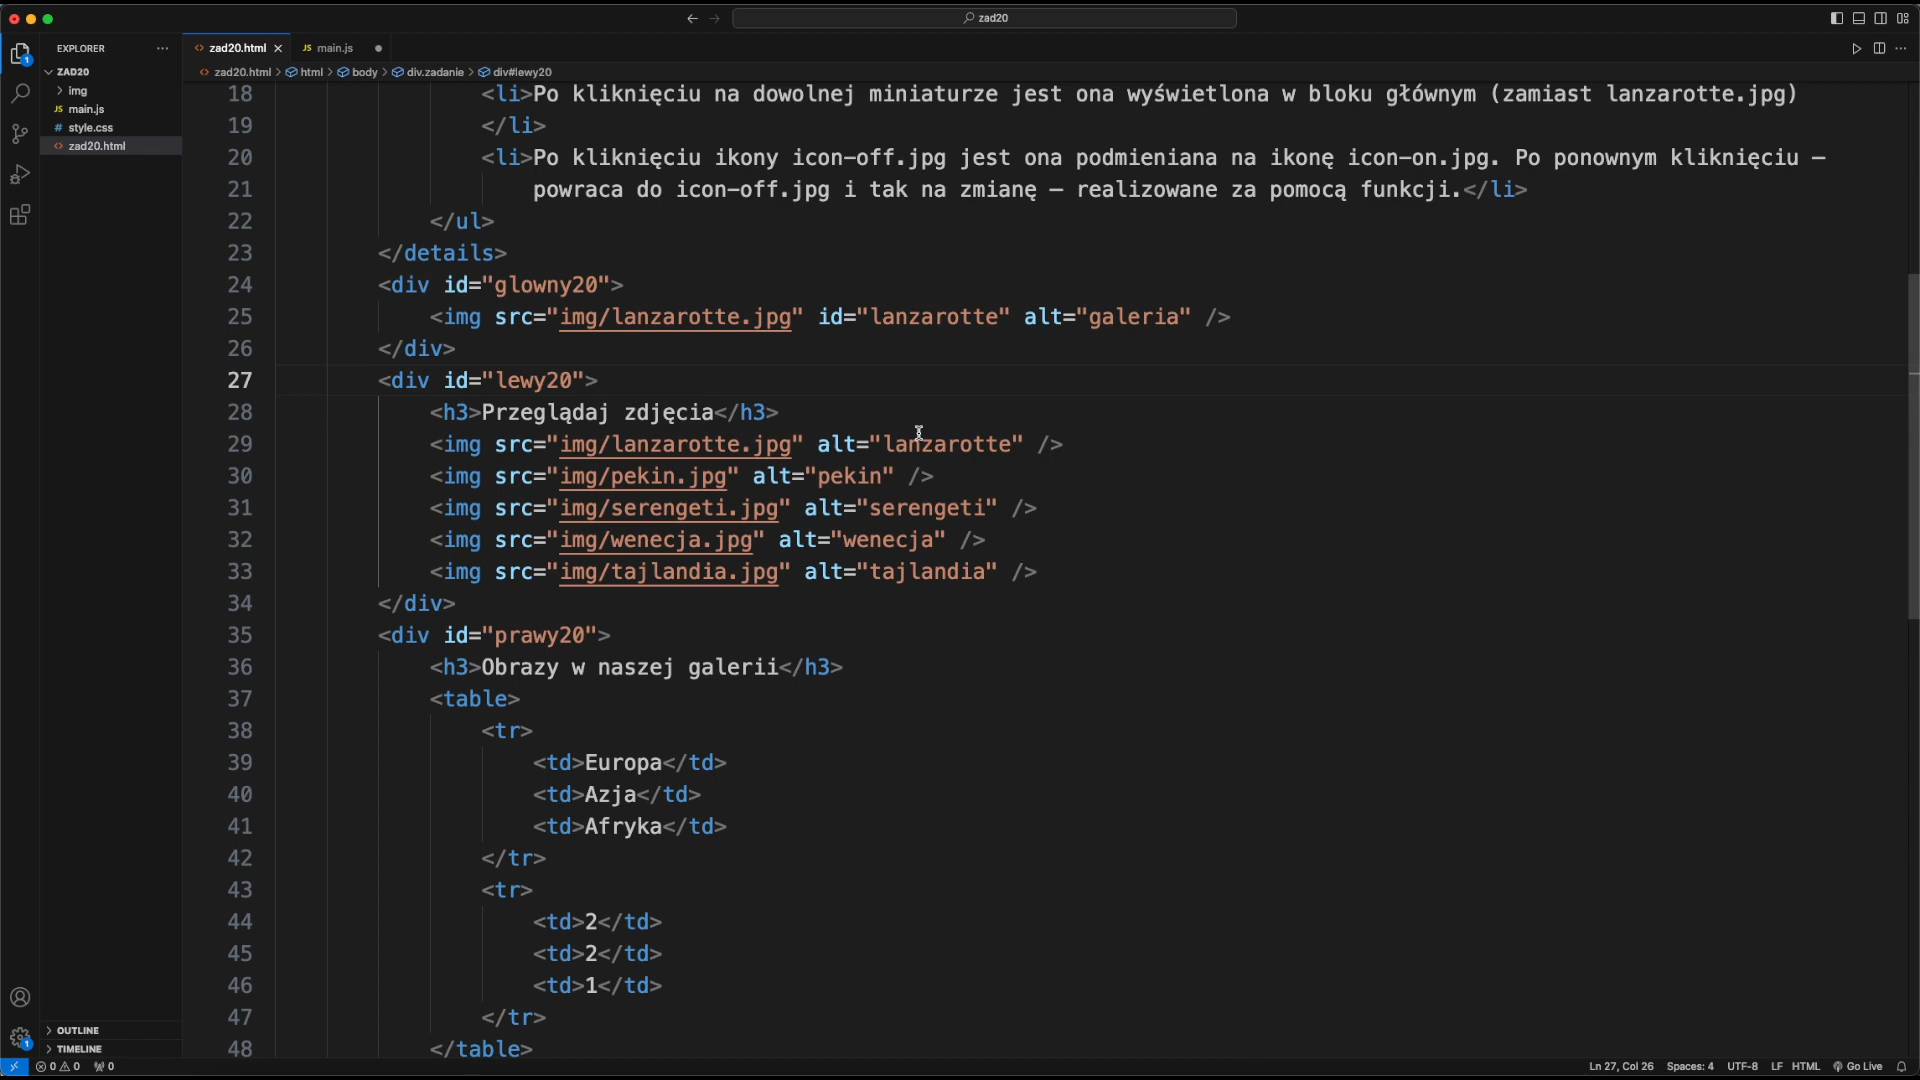 zad20
EXPLORER
ZAD20
img
JS main.js
# style.css
<> zad20.html
<> zad20.html
JS main.js
<> zad20.html > html > body > div.zadanie > div#lewy20
18 <li>Po kliknięciu na dowolnej miniaturze jest ona wyświetlona w bloku głównym (zamiast lanzarotte.jpg)
19 </li>
20 <li>Po kliknięciu ikony icon-off.jpg jest ona podmieniana na ikonę icon-on.jpg. Po ponownym kliknięciu –
21 powraca do icon-off.jpg i tak na zmianę – realizowane za pomocą funkcji.</li>
22 </ul>
23 </details>
24 <div id="glowny20">
25 <img src="img/lanzarotte.jpg" id="lanzarotte" alt="galeria" />
26 </div>
27 <div id="lewy20">
28 <h3>Przeglądaj zdjęcia</h3>
29 <img src="img/lanzarotte.jpg" alt="lanzarotte" />
30 <img src="img/pekin.jpg" alt="pekin" />
31 <img src="img/serengeti.jpg" alt="serengeti" />
32 <img src="img/wenecja.jpg" alt="wenecja" />
33 <img src="img/tajlandia.jpg" alt="tajlandia" />
34 </div>
35 <div id="prawy20">
36 <h3>Obrazy w naszej galerii</h3>
37 <table>
38 <tr>
39 <td>Europa</td>
40 <td>Azja</td>
41 <td>Afryka</td>
42 </tr>
43 <tr>
44 <td>2</td>
45 <td>2</td>
46 <td>1</td>
47 </tr>
48 </table>
OUTLINE
TIMELINE
0 0 0
Ln 27, Col 26 Spaces: 4 UTF-8 LF HTML Go Live
1
1